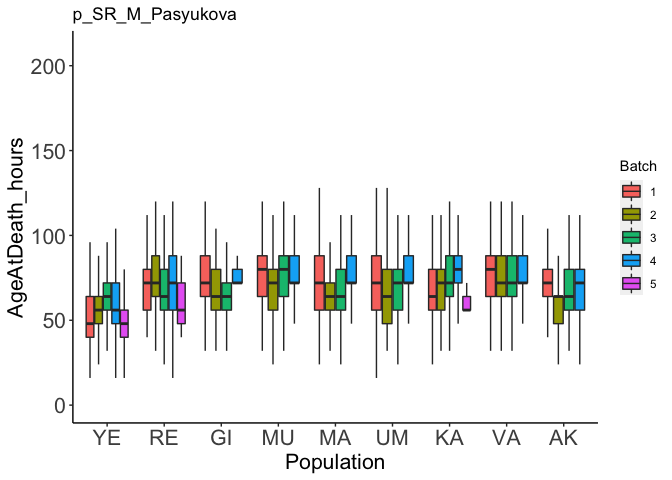 p_SR_M_Pasyukova
AgeAtDeath_hours
200
150
100
50
0
YE RE GI MU MA UM KA VA AK
Population
Batch
1
2
3
4
5